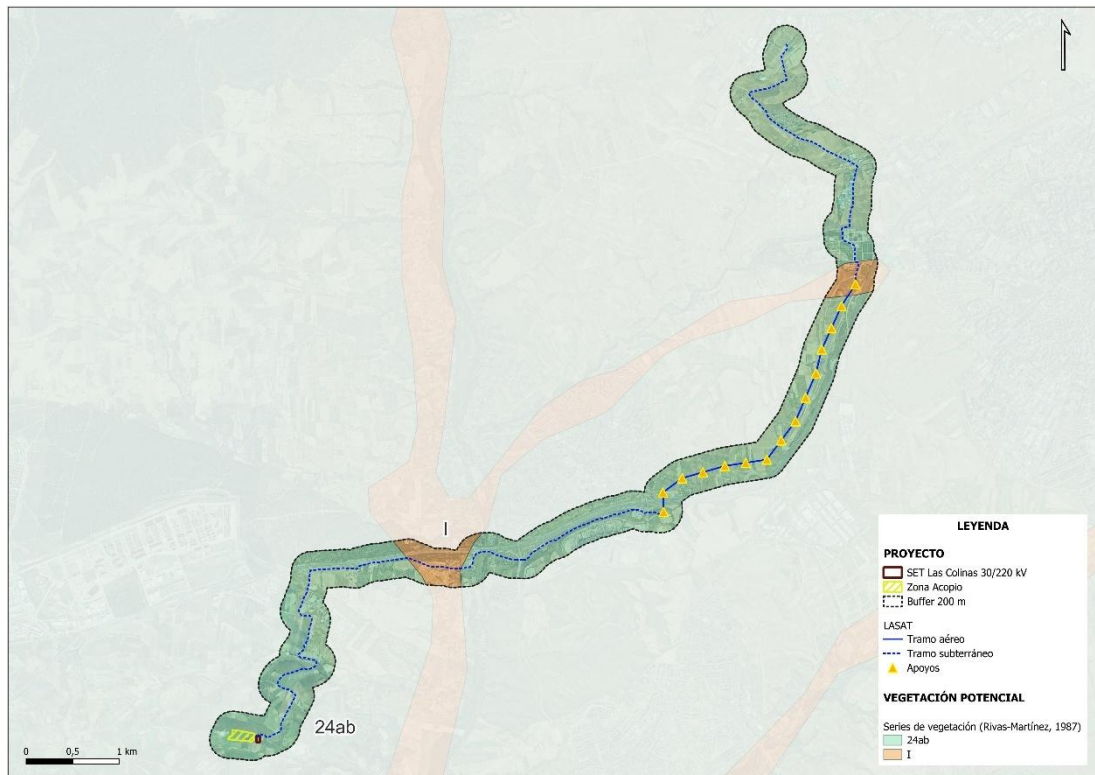 I
24ab
0 0,5 1 km
LEYENDA
PROYECTO
SET Las Colinas 30/220 kV
Zona Acopio
Buffer 200 m
LASAT
Tramo aéreo
Tramo subterráneo
Apoyos
VEGETACIÓN POTENCIAL
Series de vegetación (Rivas-Martínez, 1987)
24ab
I